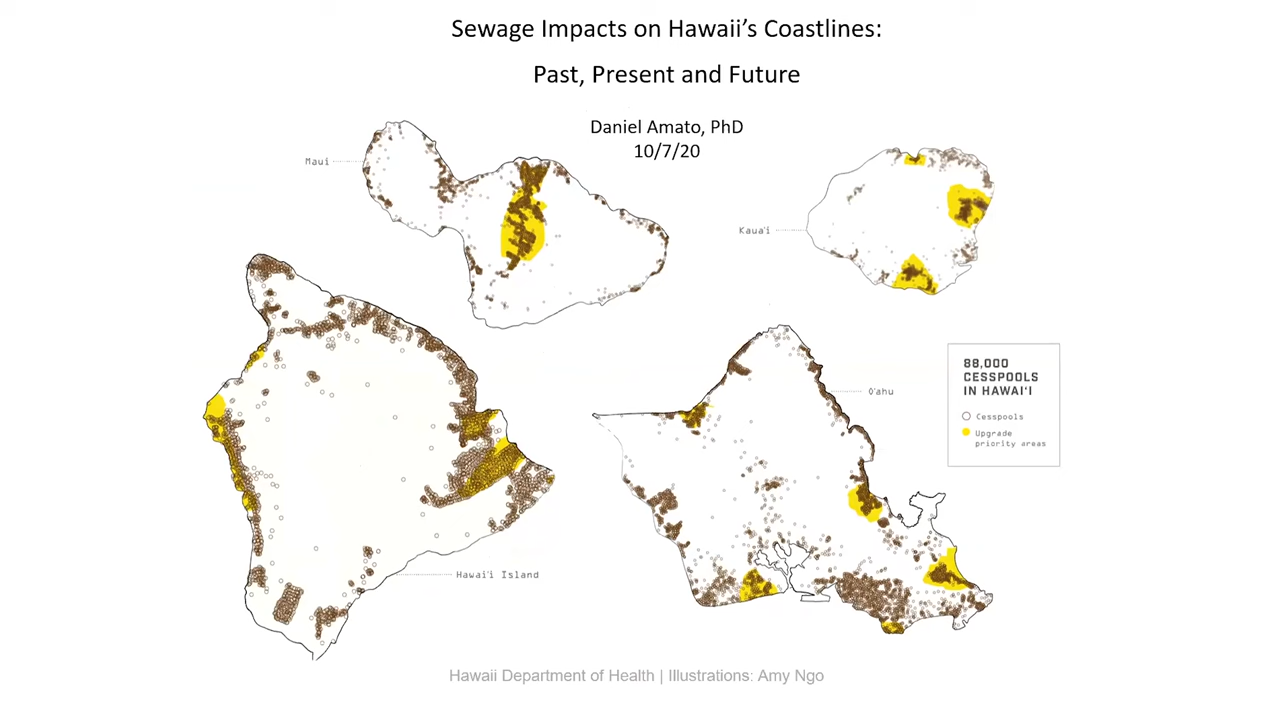 Sewage Impacts on Hawaii’s Coastlines:
Past, Present and Future
Daniel Amato, PhD
10/7/20
Maui
Kaua‘i
88,000
CESSPOOLS
IN HAWAI‘I
Cesspools
Upgrade
priority areas
O‘ahu
Hawai‘i Island
Hawaii Department of Health | Illustrations: Amy Ngo